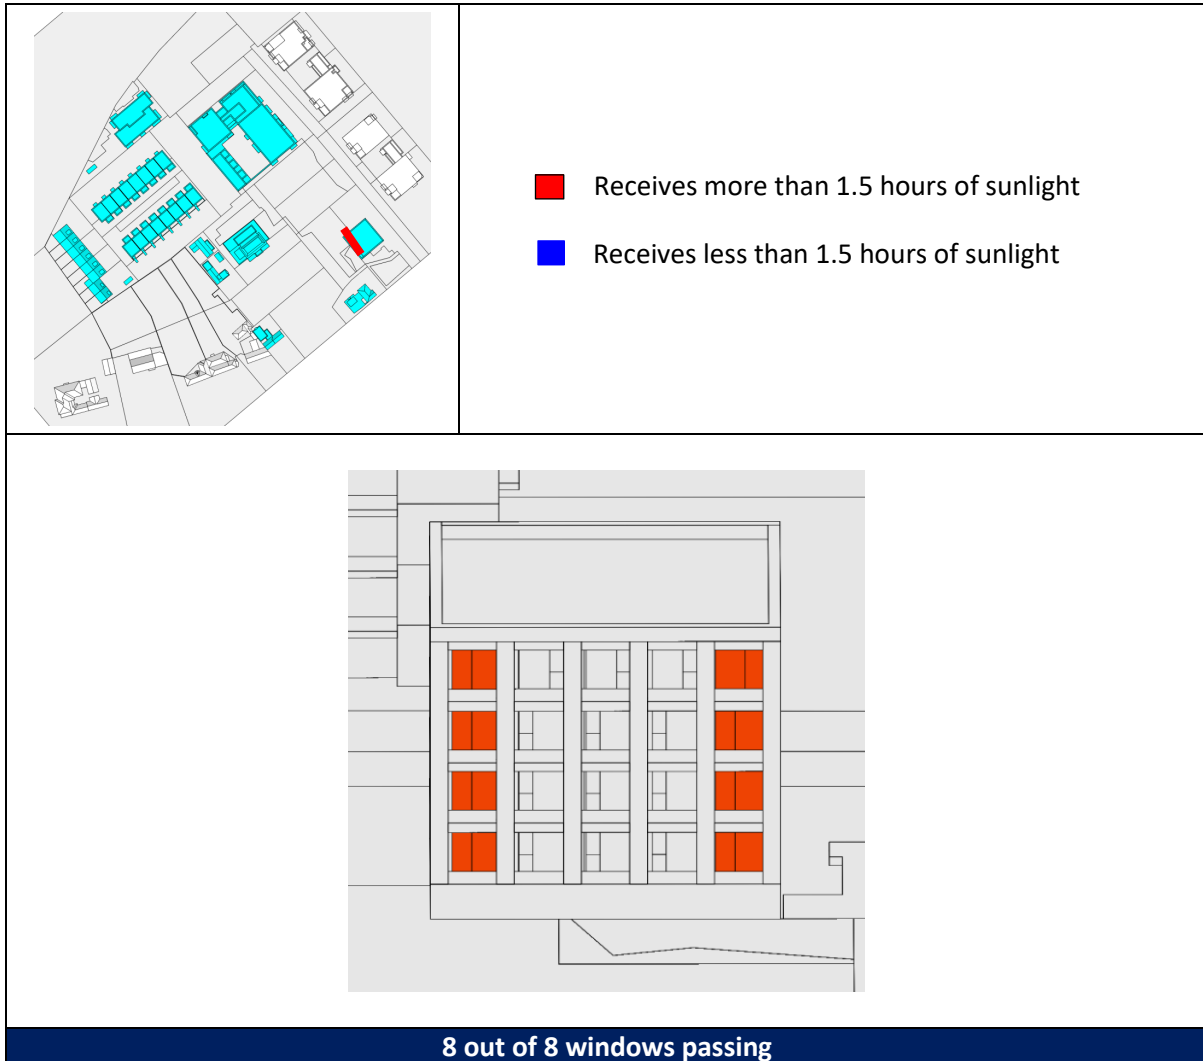 Receives more than 1.5 hours of sunlight
Receives less than 1.5 hours of sunlight
8 out of 8 windows passing